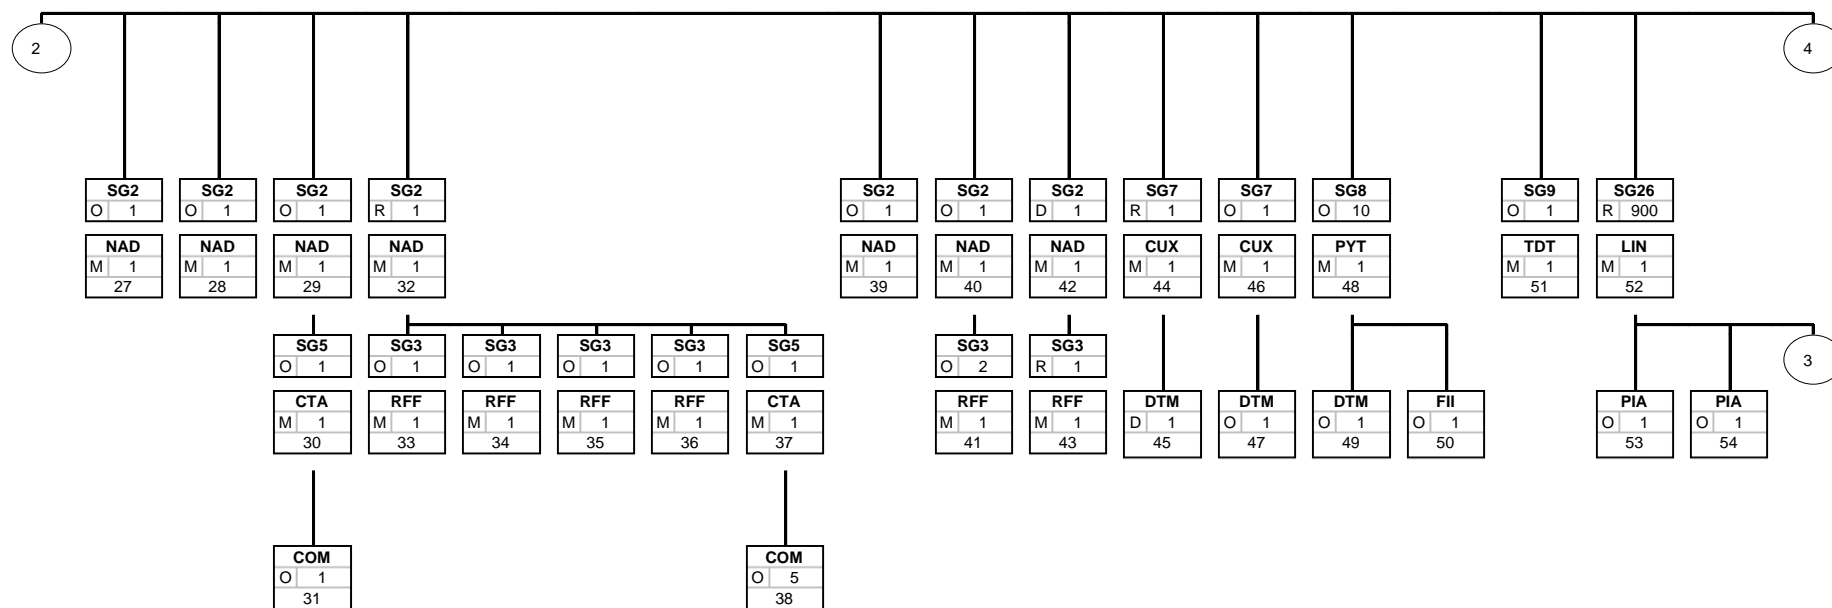 2
4
SG2 SG2 SG2 SG2 SG2 SG2 SG2 SG7 SG7 SG8 SG9 SG26
O 1 O 1 O 1 R 1 O 1 O 1 D 1 R 1 O 1 O 10 O 1 R 900
NAD NAD NAD NAD NAD NAD NAD CUX CUX PYT TDT LIN
M 1 M 1 M 1 M 1 M 1 M 1 M 1 M 1 M 1 M 1 M 1 M 1
27 28 29 32 39 40 42 44 46 48 51 52
SG5 SG3 SG3 SG3 SG3 SG5 SG3 SG3
O 1 O 1 O 1 O 1 O 1 O 1 O 2 R 1
3
CTA RFF RFF RFF RFF CTA RFF RFF DTM DTM DTM FII PIA PIA
M 1 M 1 M 1 M 1 M 1 M 1 M 1 M 1 D 1 O 1 O 1 O 1 O 1 O 1
30 33 34 35 36 37 41 43 45 47 49 50 53 54
COM COM
O 1 O 5
31 38